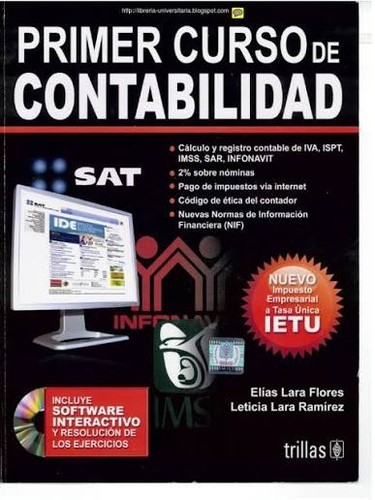 http://libreria-universitaria.blogspot.com
PRIMER CURSO DE
CONTABILIDAD
• Cálculo y registro contable de IVA, ISPT,
IMSS, SAR, INFONAVIT
• 2% sobre nóminas
• Pago de impuestos via internet
• Código de ética del contador
• Nuevas Normas de Información
Financiera (NIF)
SAT
SAT
IDE
NUEVO
Impuesto
Empresarial
a Tasa Única
IETU
INFONAV
IMSS
Elías Lara Flores
Leticia Lara Ramírez
INCLUYE
SOFTWARE
INTERACTIVO
Y RESOLUCIÓN DE
LOS EJERCICIOS
trillas